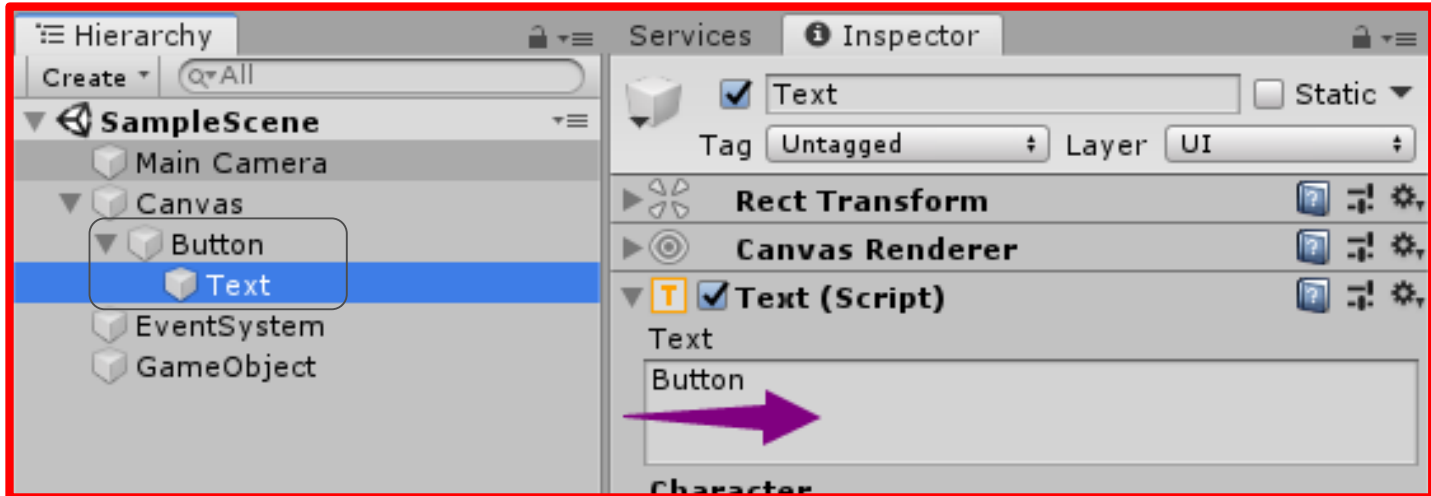 Hierarchy
Create All
SampleScene
Main Camera
Canvas
Button
Text
EventSystem
GameObject
Services Inspector
Text Static
Tag Untagged Layer UI
Rect Transform
Canvas Renderer
T Text (Script)
Text
Button
Character